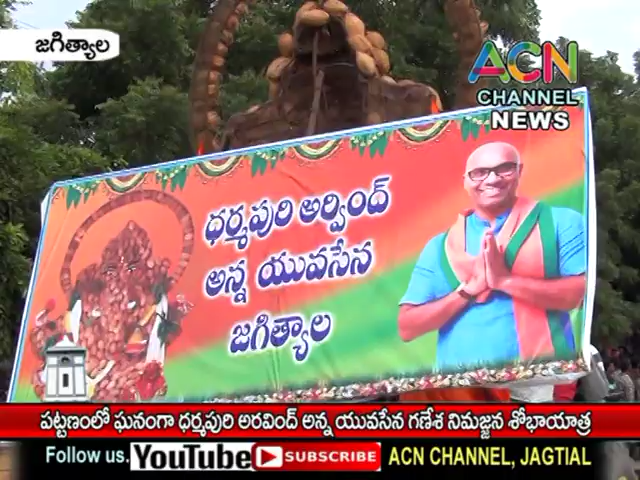 జగిత్యాల
ACN
CHANNEL
NEWS
ధర్మపురి అర్వింద్
అన్న యువసేన
జగిత్యాల
పట్టణంలో ఘనంగా ధర్మపురి అరవింద్ అన్న యువసేన గణేశ నిమజ్జన శోభాయాత్ర
Follow us. YouTube SUBSCRIBE ACN CHANNEL, JAGTIAL